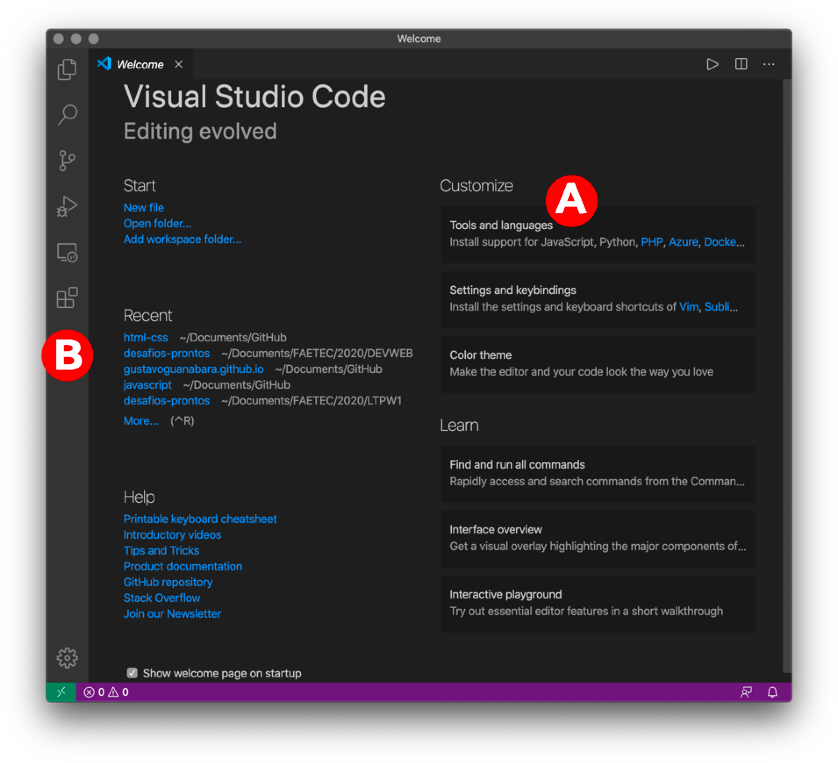 Welcome
Welcome
Visual Studio Code
Editing evolved
Start
New file
Open folder...
Add workspace folder...
Recent
html-css ~/Documents/GitHub
desafios-prontos ~/Documents/FAETEC/2020/DEVWEB
gustavoguanabara.github.io ~/Documents/GitHub
javascript ~/Documents/GitHub
desafios-prontos ~/Documents/FAETEC/2020/LTPW1
More... (^R)
Help
Printable keyboard cheatsheet
Introductory videos
Tips and Tricks
Product documentation
GitHub repository
Stack Overflow
Join our Newsletter
Show welcome page on startup
Customize
A
Tools and languages
Install support for JavaScript, Python, PHP, Azure, Docke...
Settings and keybindings
Install the settings and keyboard shortcuts of Vim, Subli...
Color theme
Make the editor and your code look the way you love
Learn
Find and run all commands
Rapidly access and search commands from the Comman...
Interface overview
Get a visual overlay highlighting the major components of...
Interactive playground
Try out essential editor features in a short walkthrough
B
0 0